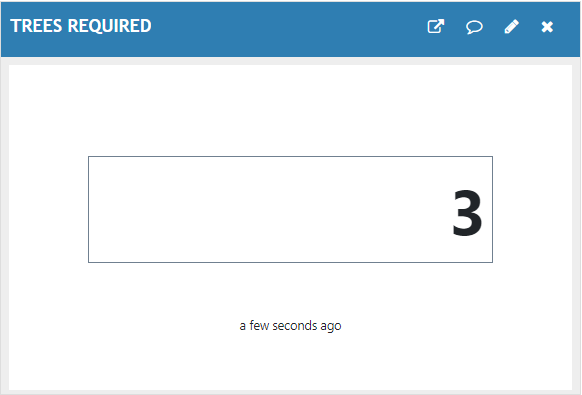 TREES REQUIRED
3
a few seconds ago